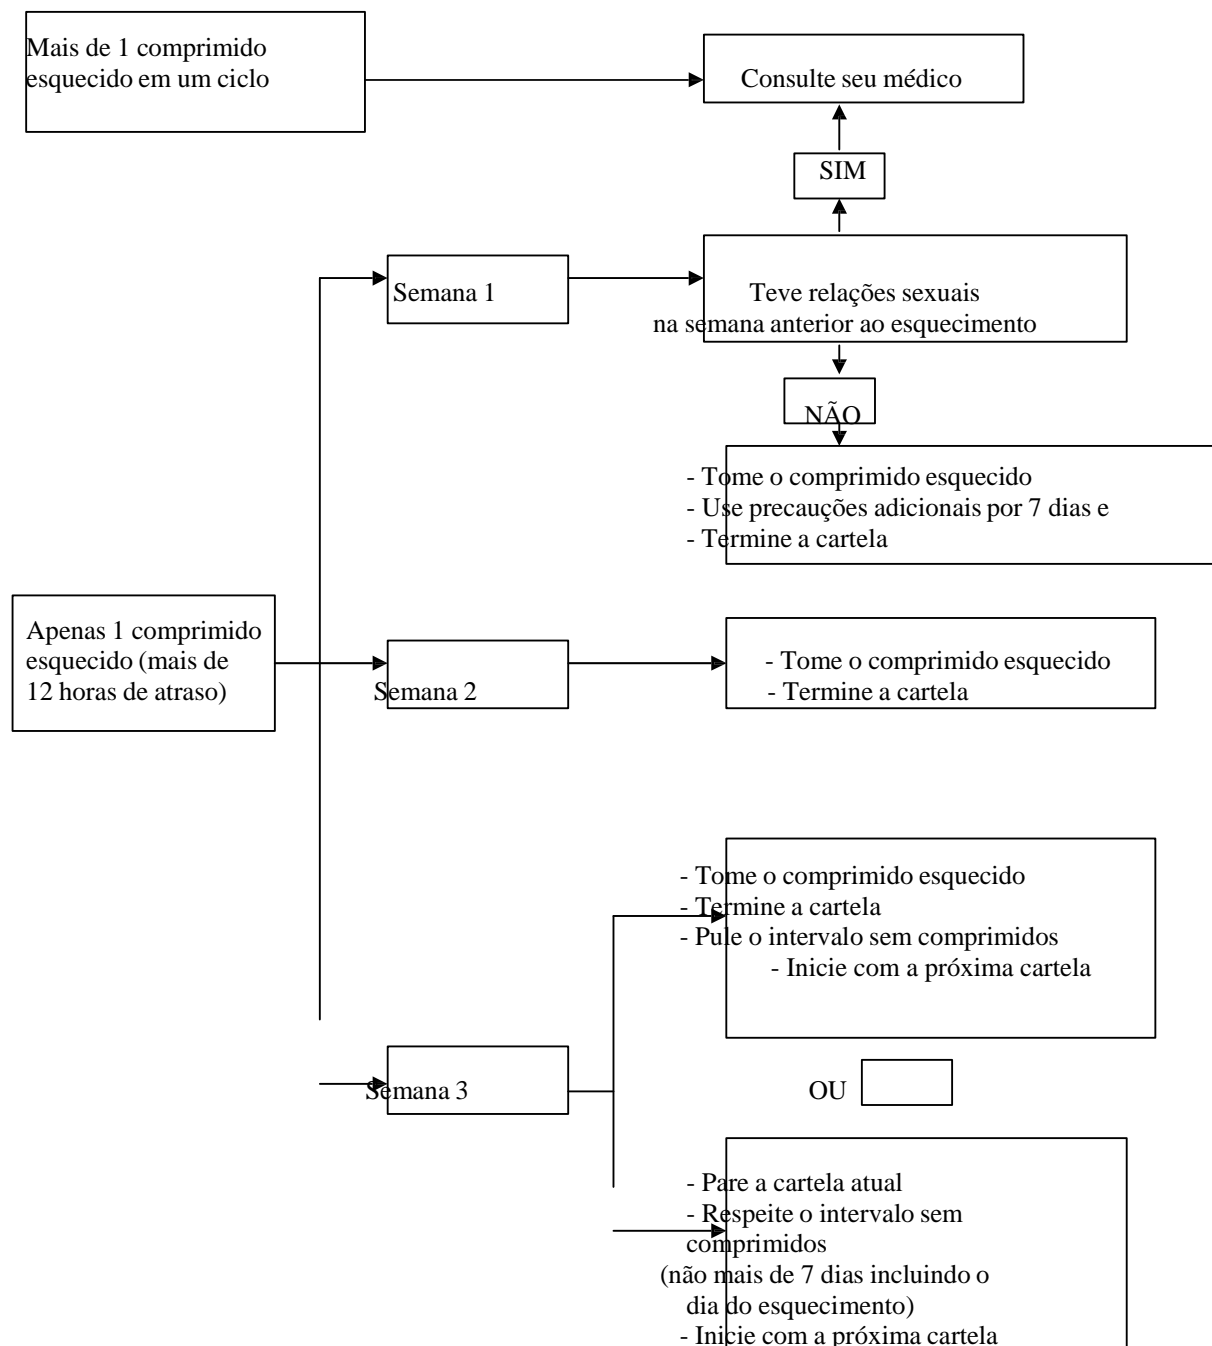 Mais de 1 comprimido
esquecido em um ciclo
Consulte seu médico
SIM
Semana 1
Teve relações sexuais
na semana anterior ao esquecimento
NÃO
- Tome o comprimido esquecido
- Use precauções adicionais por 7 dias e
- Termine a cartela
Apenas 1 comprimido
esquecido (mais de
12 horas de atraso)
Semana 2
- Tome o comprimido esquecido
- Termine a cartela
- Tome o comprimido esquecido
- Termine a cartela
- Pule o intervalo sem comprimidos
- Inicie com a próxima cartela
Semana 3
OU
- Pare a cartela atual
- Respeite o intervalo sem
comprimidos
(não mais de 7 dias incluindo o
dia do esquecimento)
- Inicie com a próxima cartela